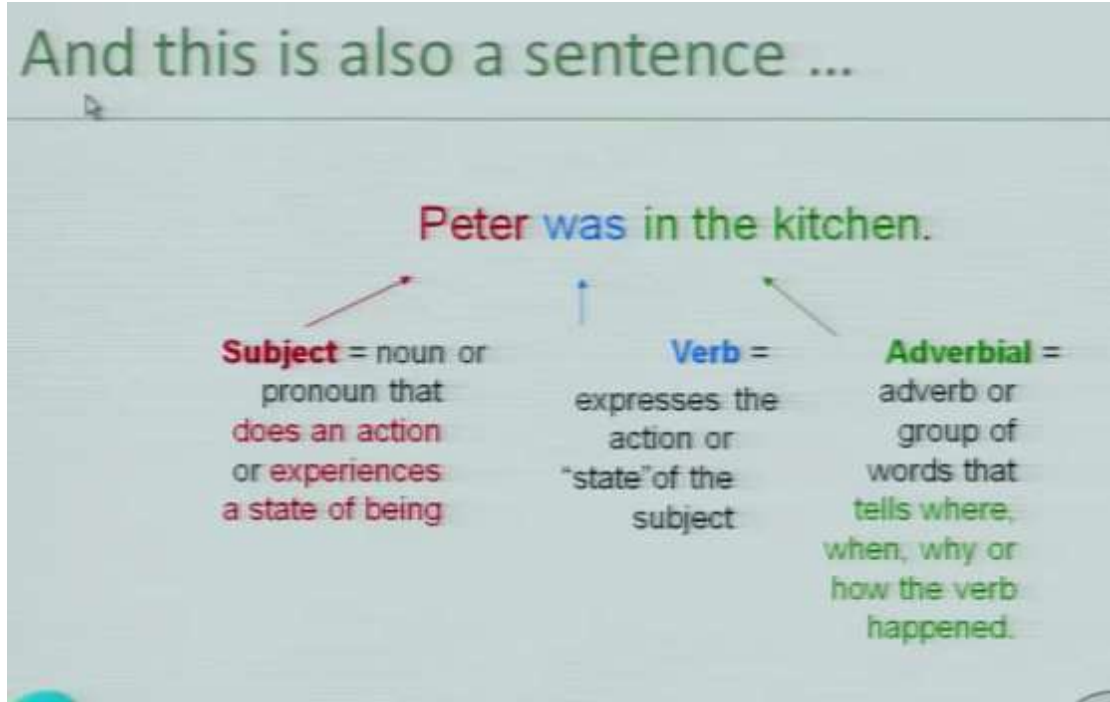 And this is also a sentence ...
Peter was in the kitchen.
Subject = noun or
pronoun that
does an action
or experiences
a state of being
Verb =
expresses the
action or
“state”of the
subject
Adverbial =
adverb or
group of
words that
tells where,
when, why or
how the verb
happened.